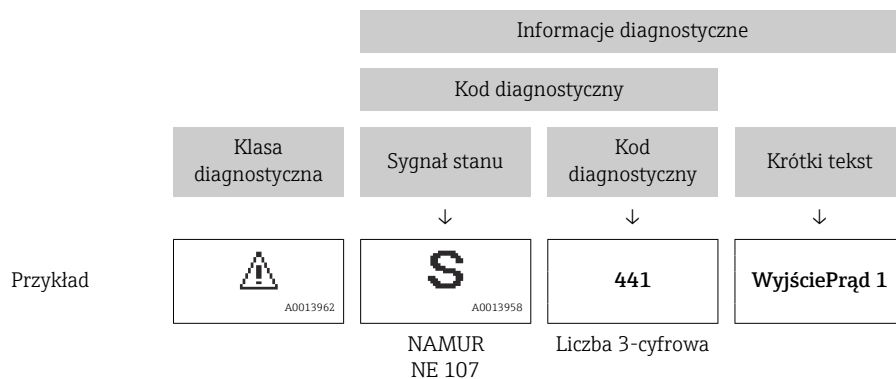 Informacje diagnostyczne
Kod diagnostyczny
Klasa
diagnostyczna
Sygnał stanu
Kod
diagnostyczny
Krótki tekst
↓ ↓ ↓
Przykład
A0013962
S
A0013958
441
WyjściePrąd 1
NAMUR
NE 107
Liczba 3-cyfrowa